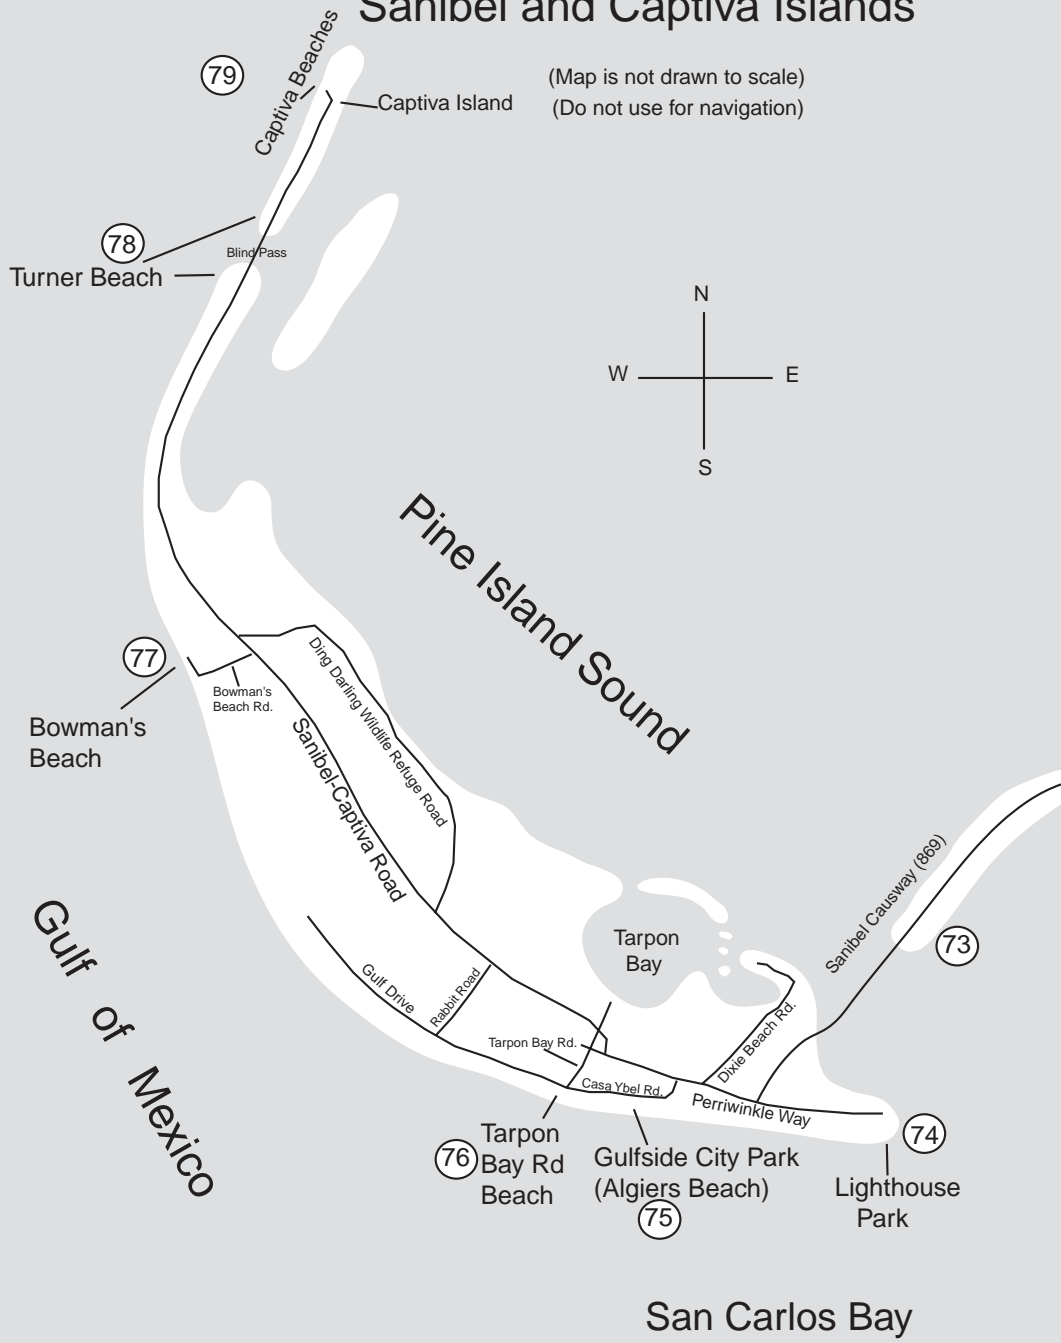 Sanibel and Captiva Islands
79
Captiva Beaches
(Map is not drawn to scale)
Captiva Island
(Do not use for navigation)
78
Blind Pass
Turner Beach
N
W
E
S
Pine Island Sound
77
Ding Darling Wildlife Refuge Road
Bowman's
Beach Rd.
Bowman's
Beach
Sanibel-Captiva Road
Sanibel Causway (869)
Gulf of Mexico
Tarpon
Bay
73
Gulf Drive
Rabbit Road
Tarpon Bay Rd.
Dixie Beach Rd.
Casa Ybel Rd.
Perriwinkle Way
74
Tarpon
Bay Rd
Beach
76
Gulfside City Park
(Algiers Beach)
75
Lighthouse
Park
San Carlos Bay